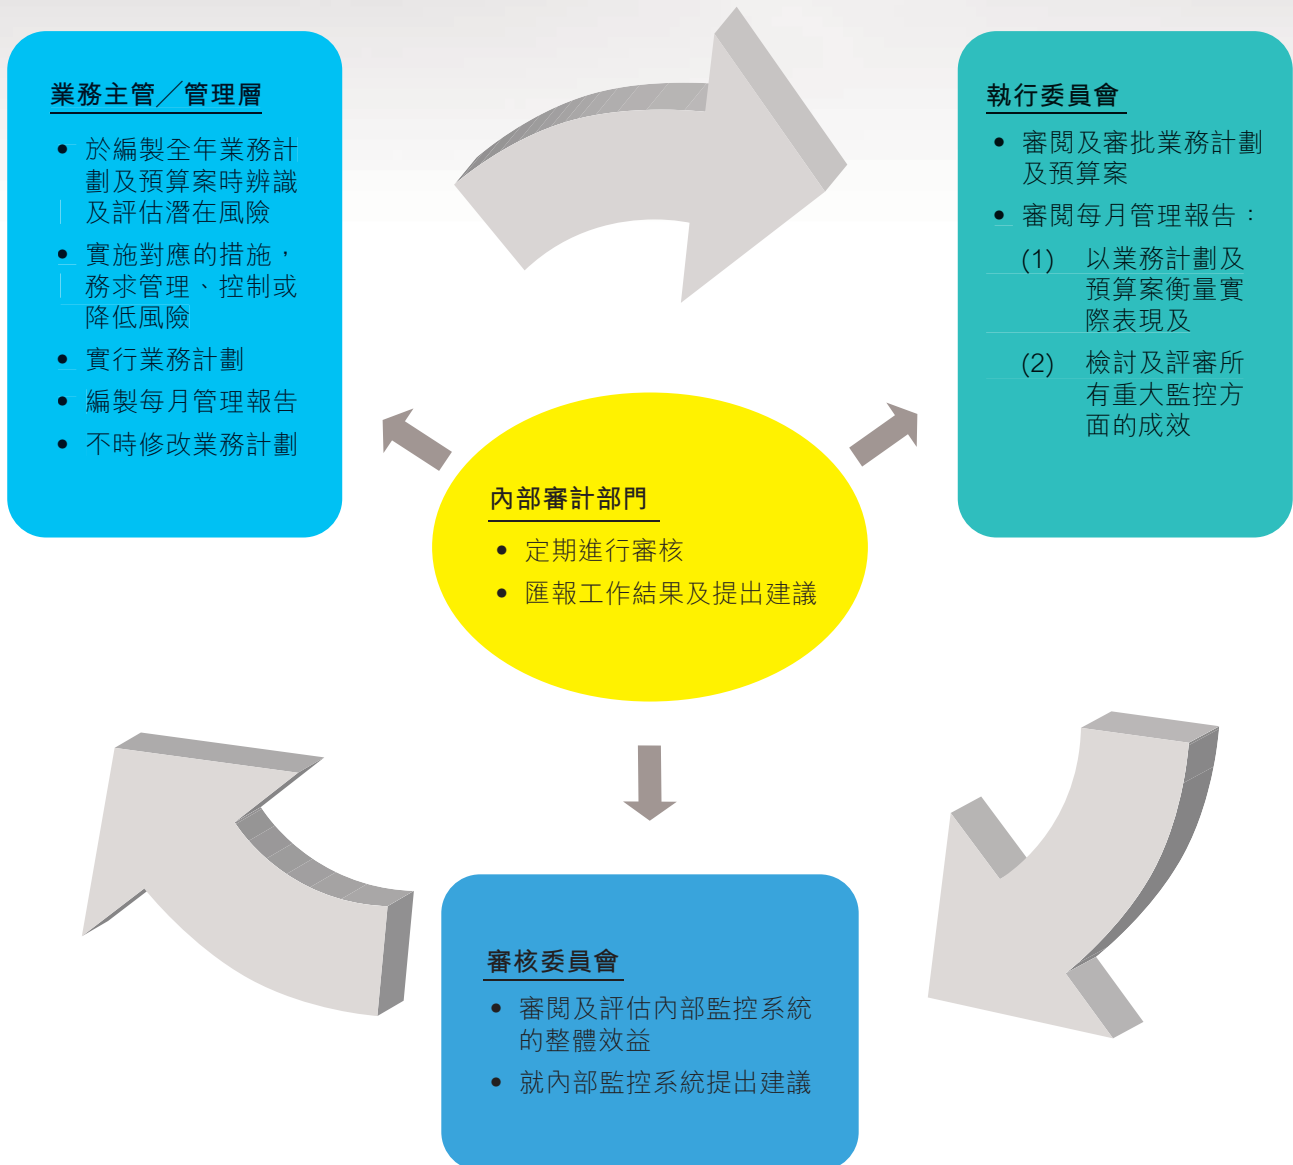 業務主管／管理層
• 於編製全年業務計
劃及預算案時辨識
及評估潛在風險
• 實施對應的措施，
務求管理、控制或
降低風險
• 實行業務計劃
• 編製每月管理報告
• 不時修改業務計劃
執行委員會
• 審閱及審批業務計劃
及預算案
• 審閱每月管理報告：
(1) 以業務計劃及
預算案衡量實
際表現及
(2) 檢討及評審所
有重大監控方
面的成效
內部審計部門
• 定期進行審核
• 匯報工作結果及提出建議
審核委員會
• 審閱及評估內部監控系統
的整體效益
• 就內部監控系統提出建議